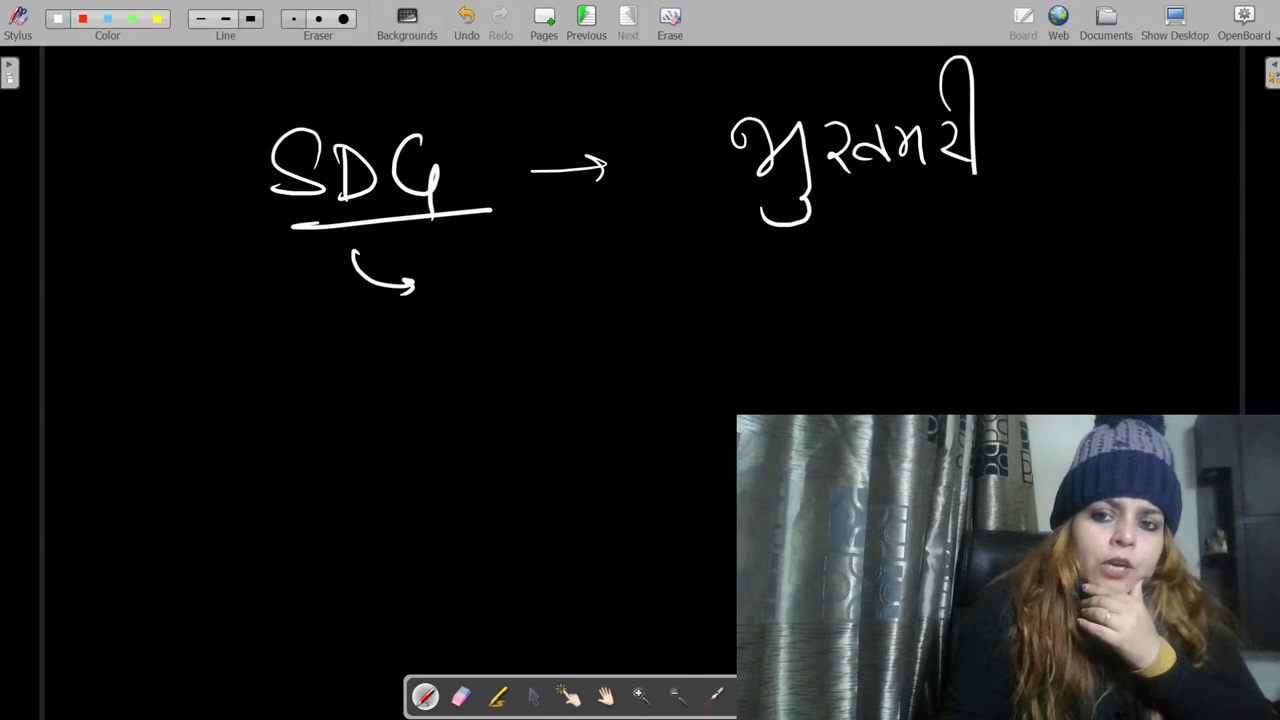 Stylus Color Line Eraser Backgrounds Undo Redo Pages Previous Next Erase Board Web Documents Show Desktop OpenBoard
SDG →